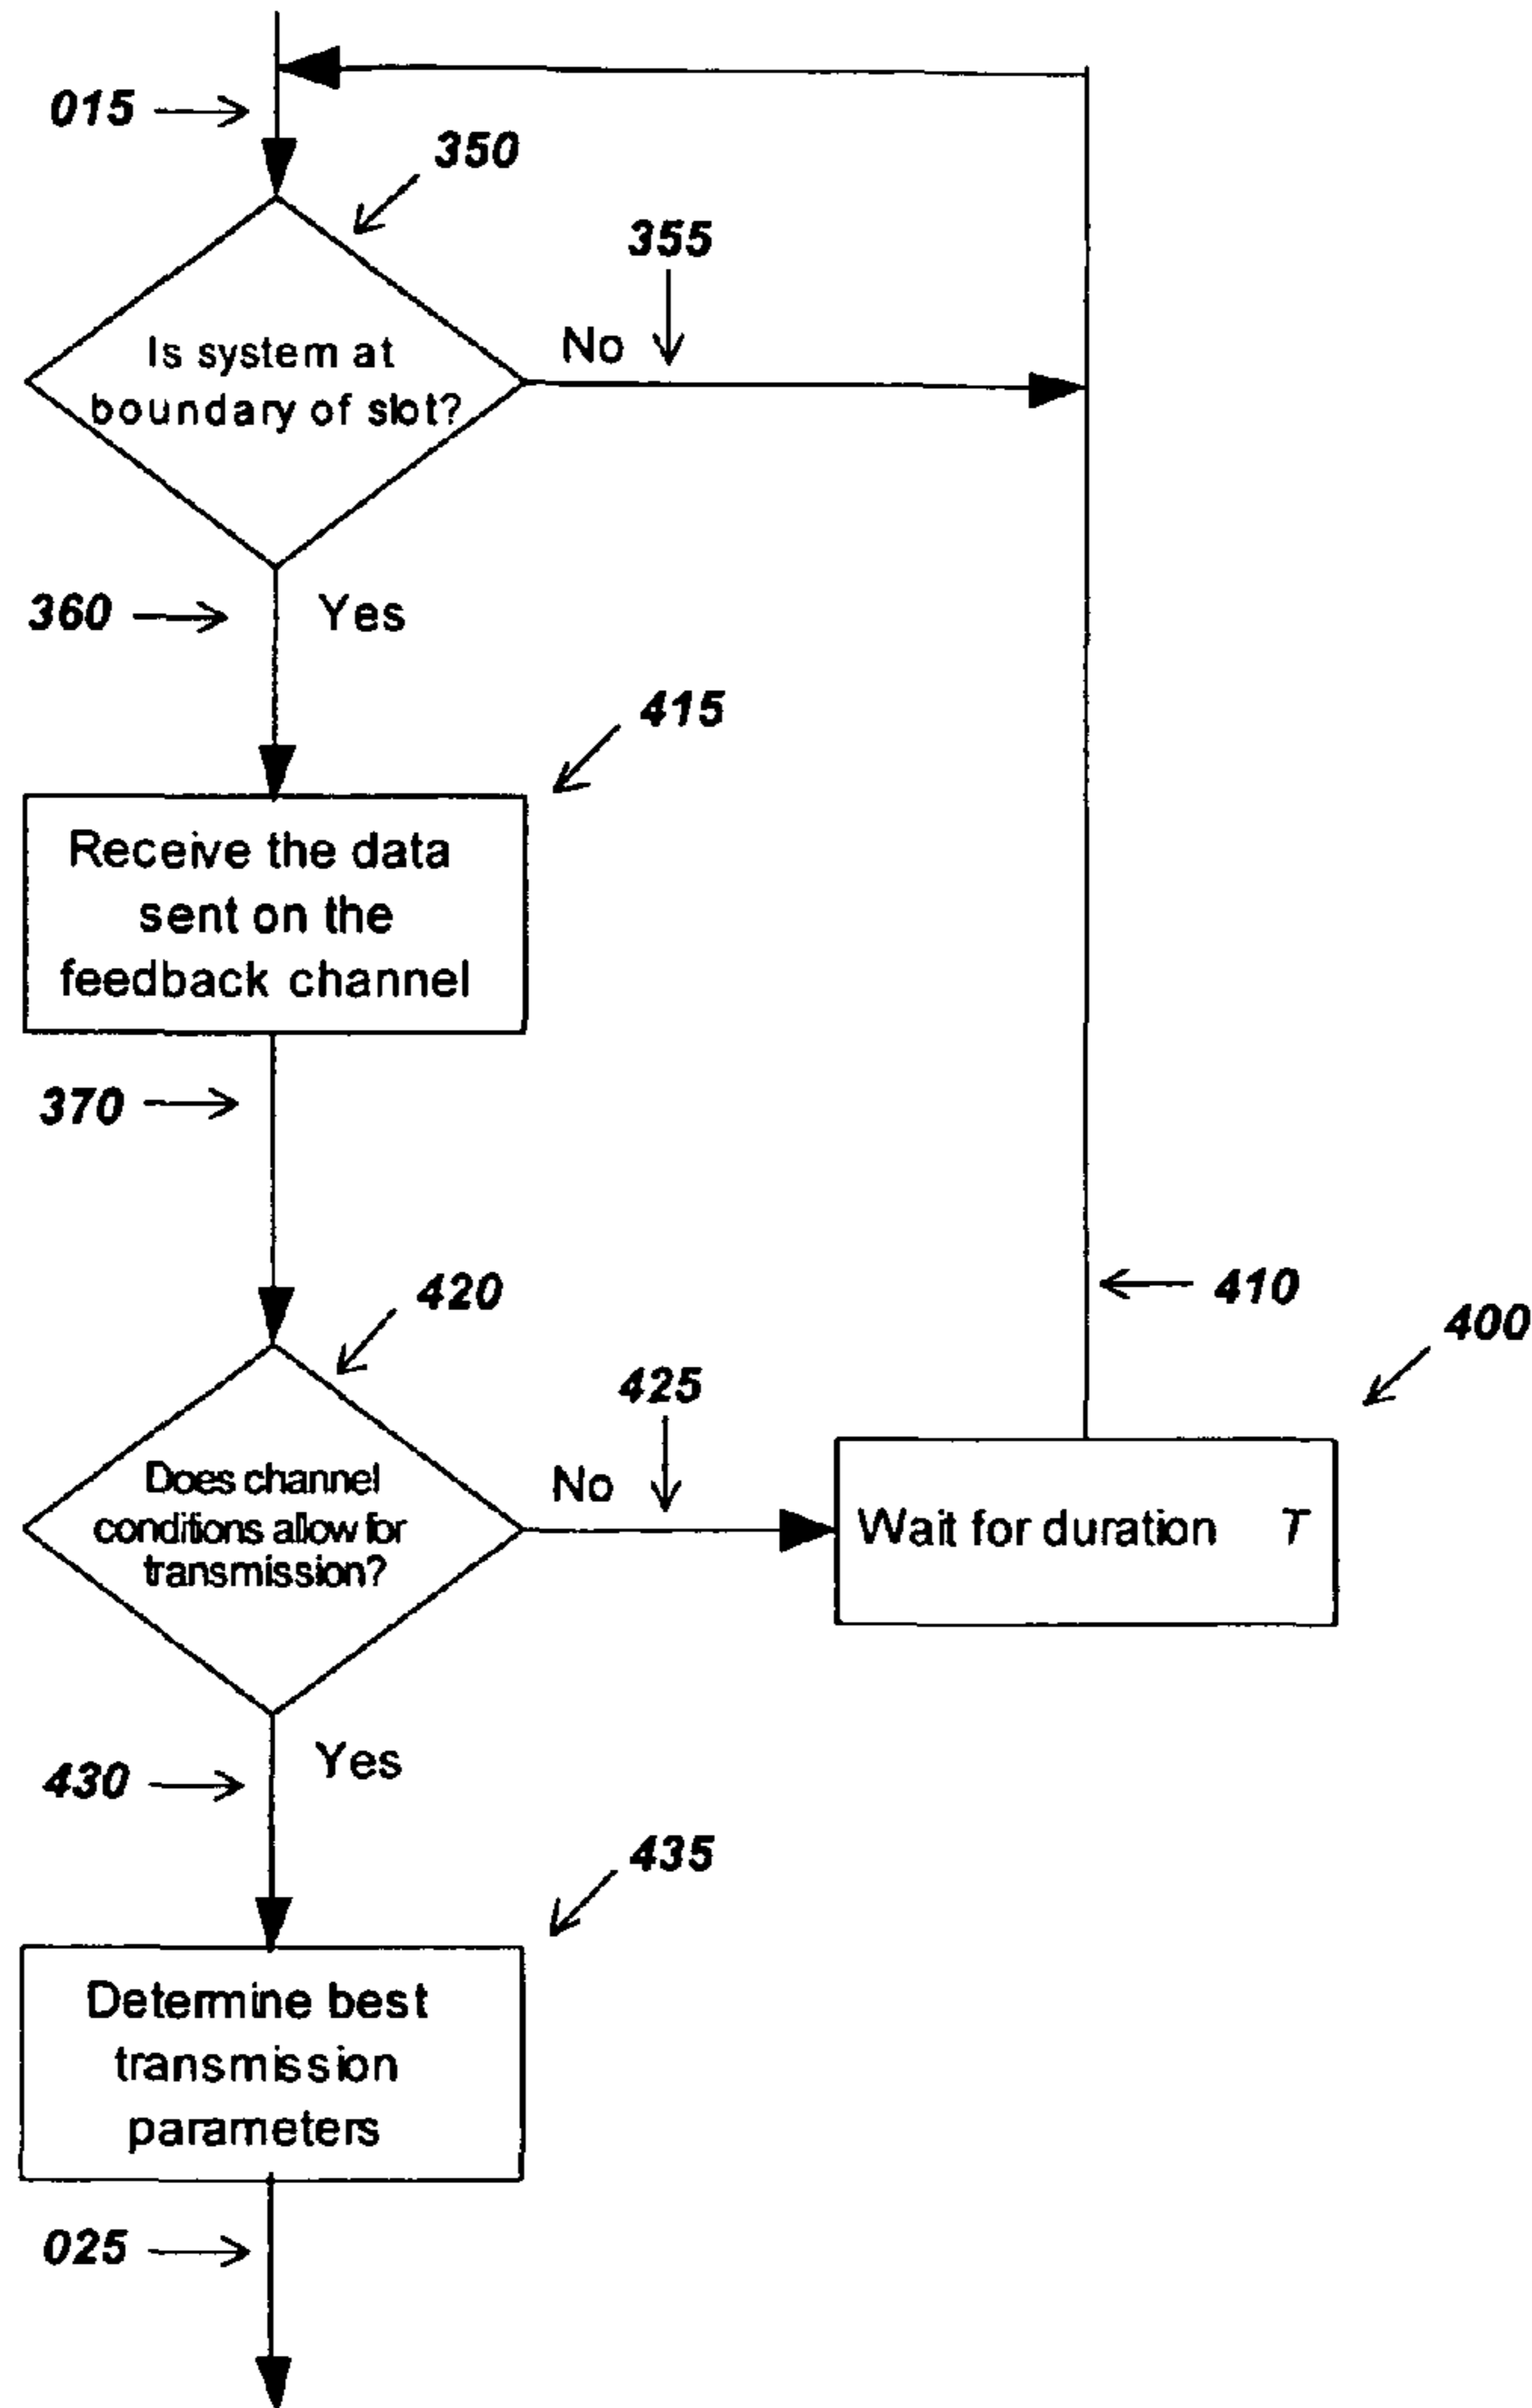 015
350
355
Is system at
boundary of slot?
No
360
Yes
415
Receive the data
sent on the
feedback channel
370
420
410
400
425
Does channel
conditions allow for
transmission?
No
Wait for duration T
430
Yes
435
Determine best
transmission
parameters
025